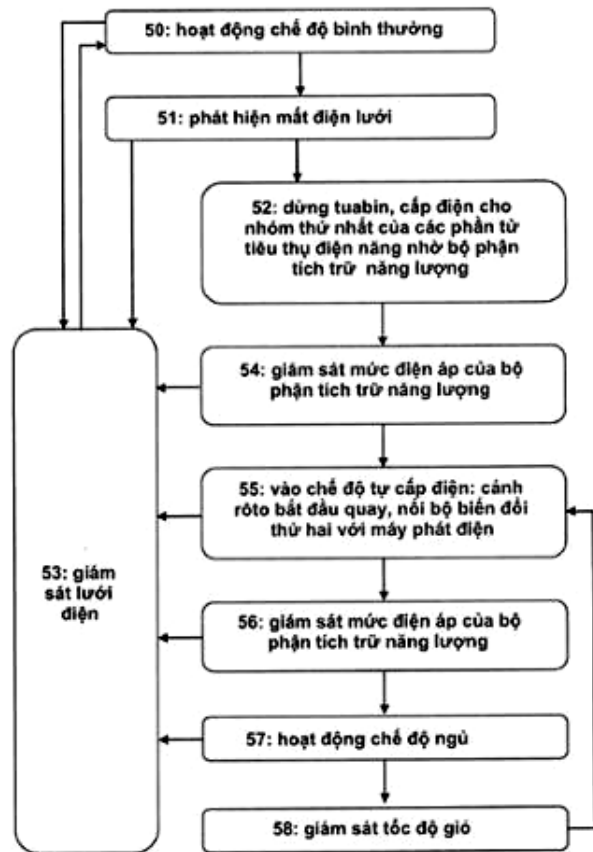 50: hoạt động chế độ bình thường
51: phát hiện mất điện lưới
52: dừng tuabin, cấp điện cho
nhóm thứ nhất của các phần tử
tiêu thụ điện năng nhờ bộ phận
tích trữ năng lượng
54: giám sát mức điện áp của bộ
phận tích trữ năng lượng
55: vào chế độ tự cấp điện: cánh
rôto bắt đầu quay, nối bộ biến đổi
thứ hai với máy phát điện
53: giám
sát lưới
điện
56: giám sát mức điện áp của bộ
phận tích trữ năng lượng
57: hoạt động chế độ ngủ
58: giám sát tốc độ gió